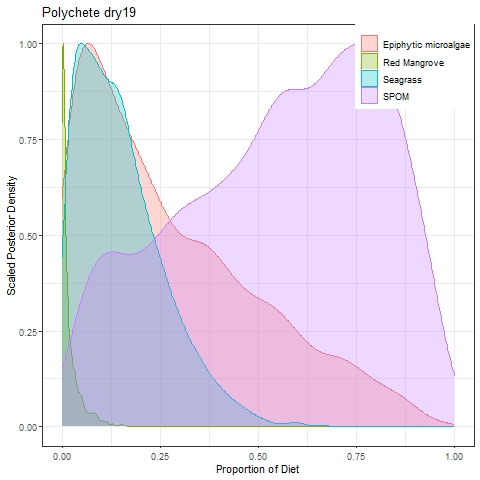 Polychete dry19
Epiphytic microalgae
Red Mangrove
Seagrass
SPOM
Scaled Posterior Density
1.00
0.75
0.50
0.25
0.00
0.00 0.25 0.50 0.75 1.00
Proportion of Diet